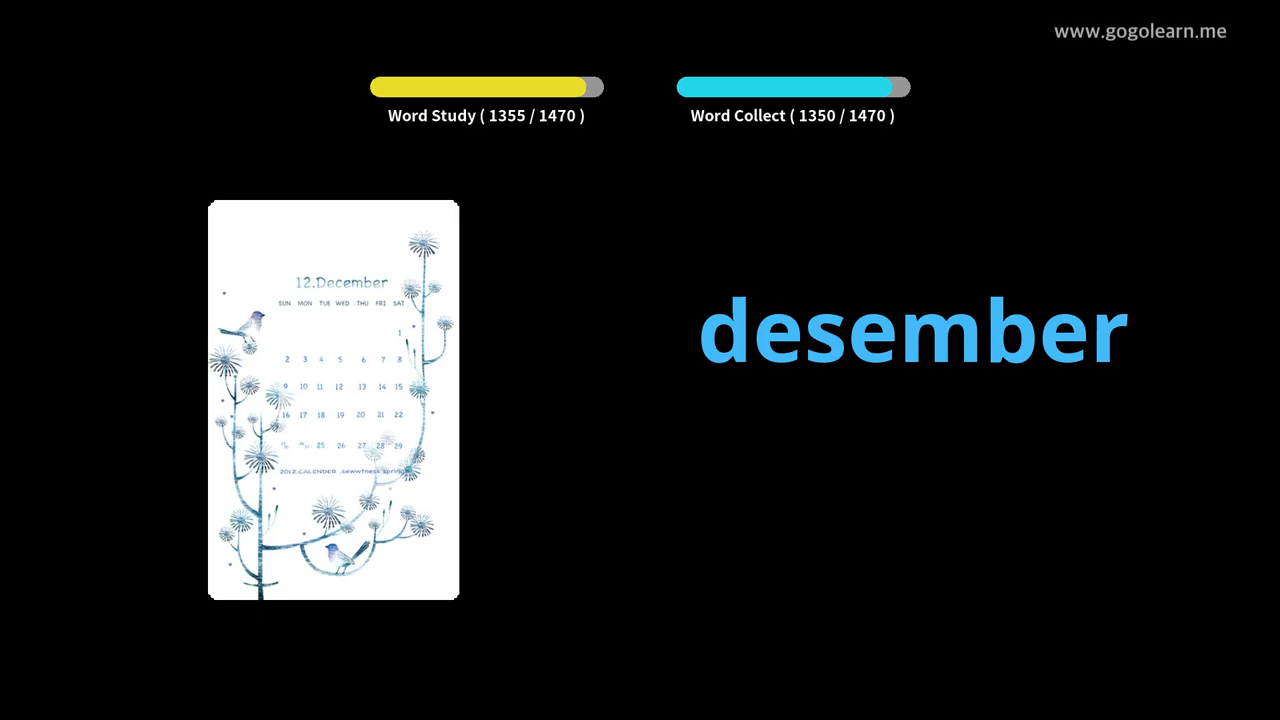 www.gogolearn.me
Word Study ( 1355 / 1470 )
Word Collect ( 1350 / 1470 )
12.December
SUN MON TUE WED THU FRI SAT
1
2 3 4 5 6 7 8
9 10 11 12 13 14 15
16 17 18 19 20 21 22
25 26 27 28 29
2012.CALENDER
desember